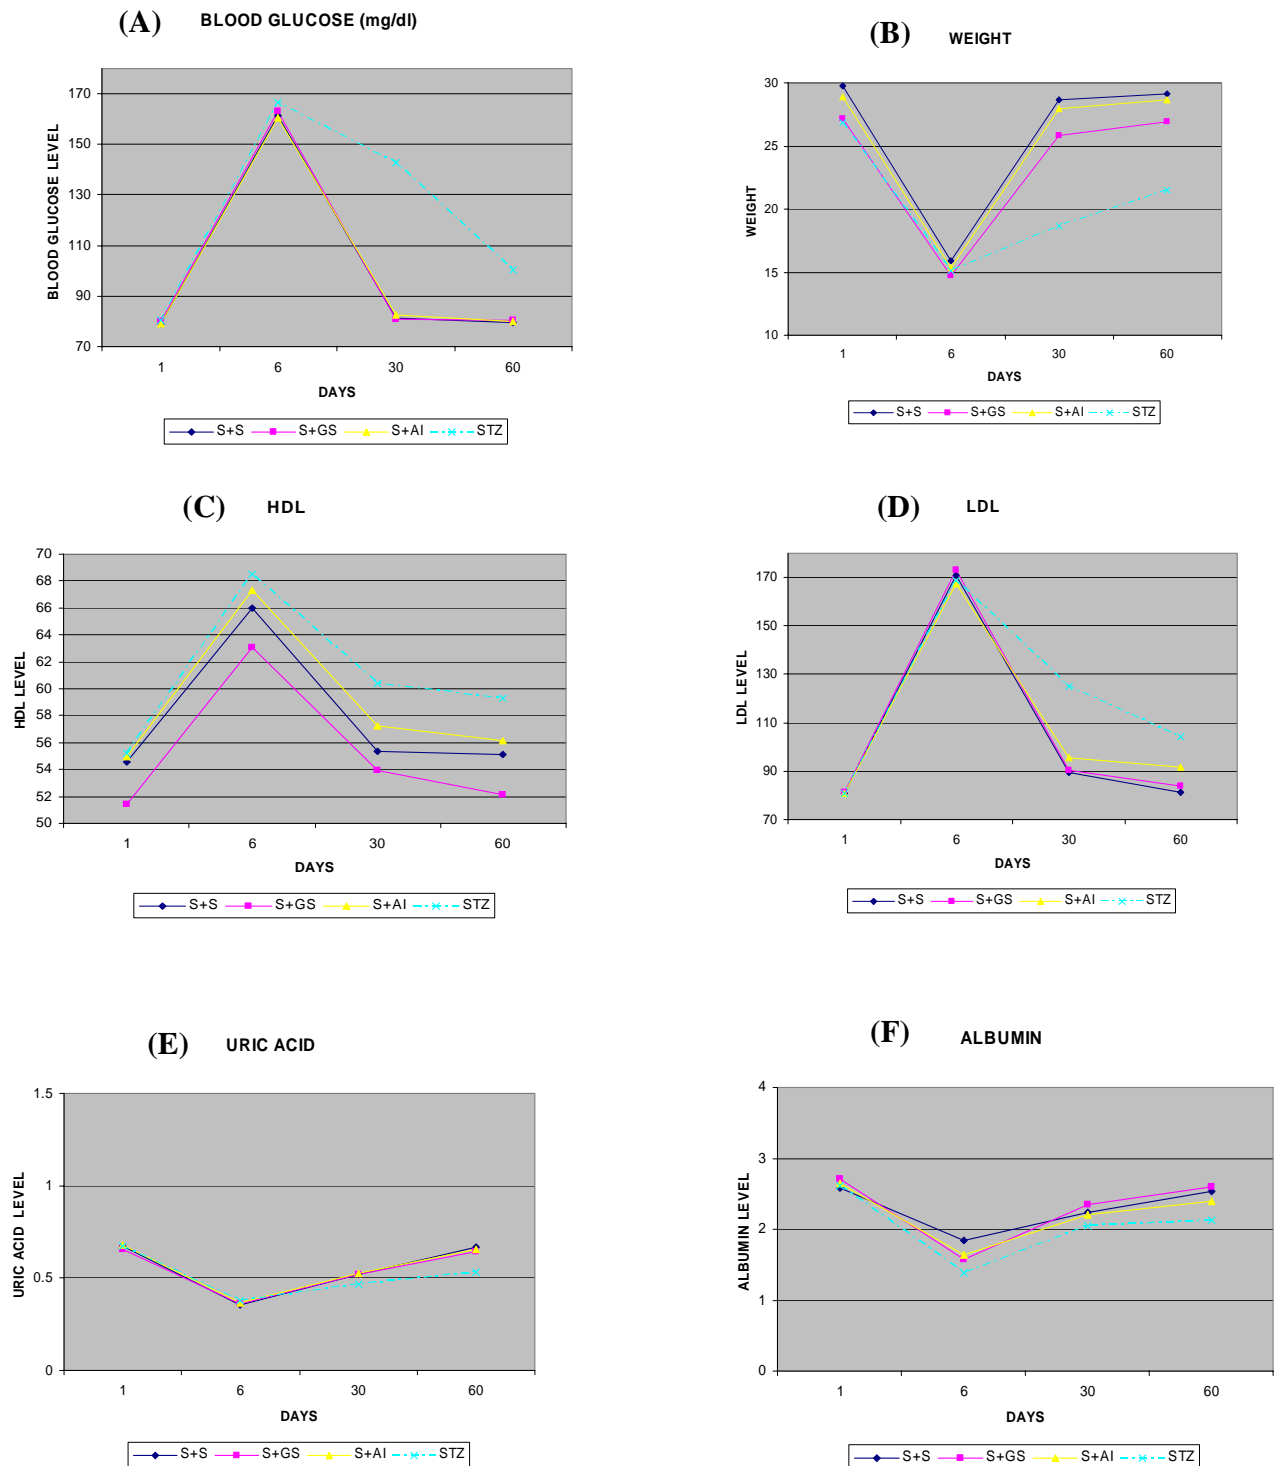 (A) BLOOD GLUCOSE (mg/dl)
170
150
130
110
90
70
BLOOD GLUCOSE LEVEL
1 6 30 60
DAYS
S+S S+GS S+AI STZ
(B) WEIGHT
30
25
20
15
10
WEIGHT
1 6 30 60
DAYS
S+S S+GS S+AI STZ
(C) HDL
70
68
66
64
62
60
58
56
54
52
50
HDL LEVEL
1 6 30 60
DAYS
S+S S+GS S+AI STZ
(D) LDL
170
150
130
110
90
70
LDL LEVEL
1 6 30 60
DAYS
S+S S+GS S+AI STZ
(E) URIC ACID
1.5
1
0.5
0
URIC ACID LEVEL
1 6 30 60
DAYS
S+S S+GS S+AI STZ
(F) ALBUMIN
4
3
2
1
0
ALBUMIN LEVEL
1 6 30 60
DAYS
S+S S+GS S+AI STZ